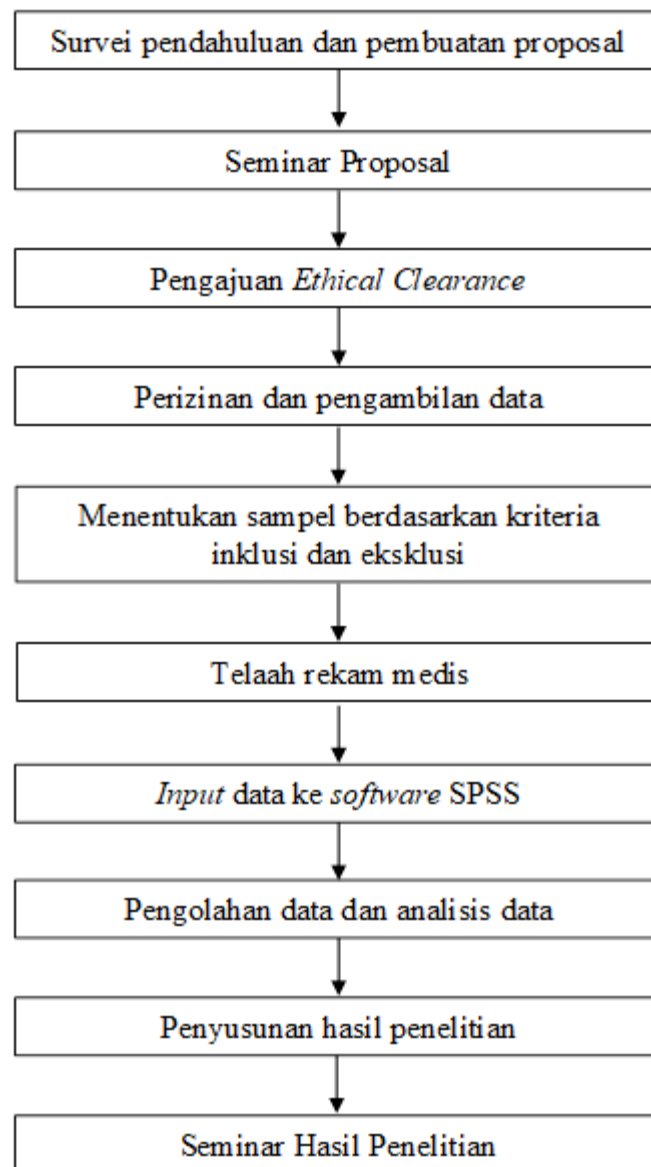 Survei pendahuluan dan pembuatan proposal
Seminar Proposal
Pengajuan Ethical Clearance
Perizinan dan pengambilan data
Menentukan sampel berdasarkan kriteria
inklusi dan eksklusi
Telaah rekam medis
Input data ke software SPSS
Pengolahan data dan analisis data
Penyusunan hasil penelitian
Seminar Hasil Penelitian